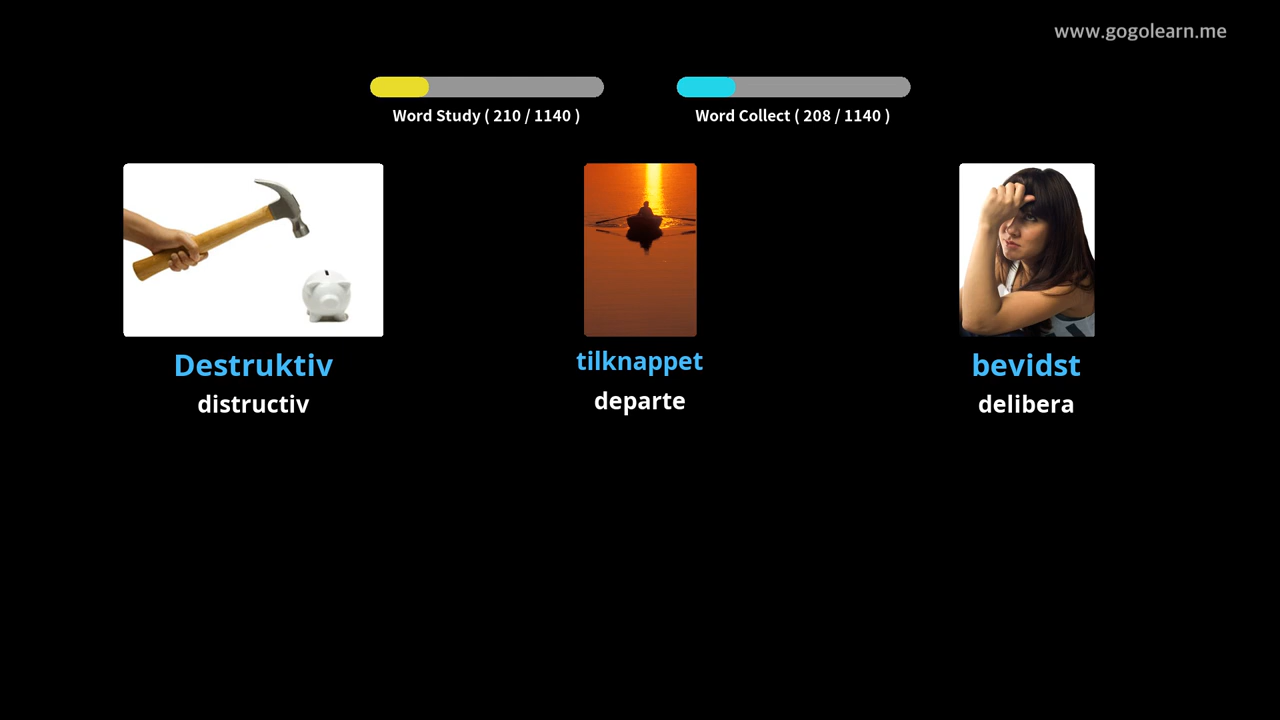 www.gogolearn.me
Word Study ( 210 / 1140 )
Word Collect ( 208 / 1140 )
Destruktiv
distructiv
tilknappet
departe
bevidst
delibera